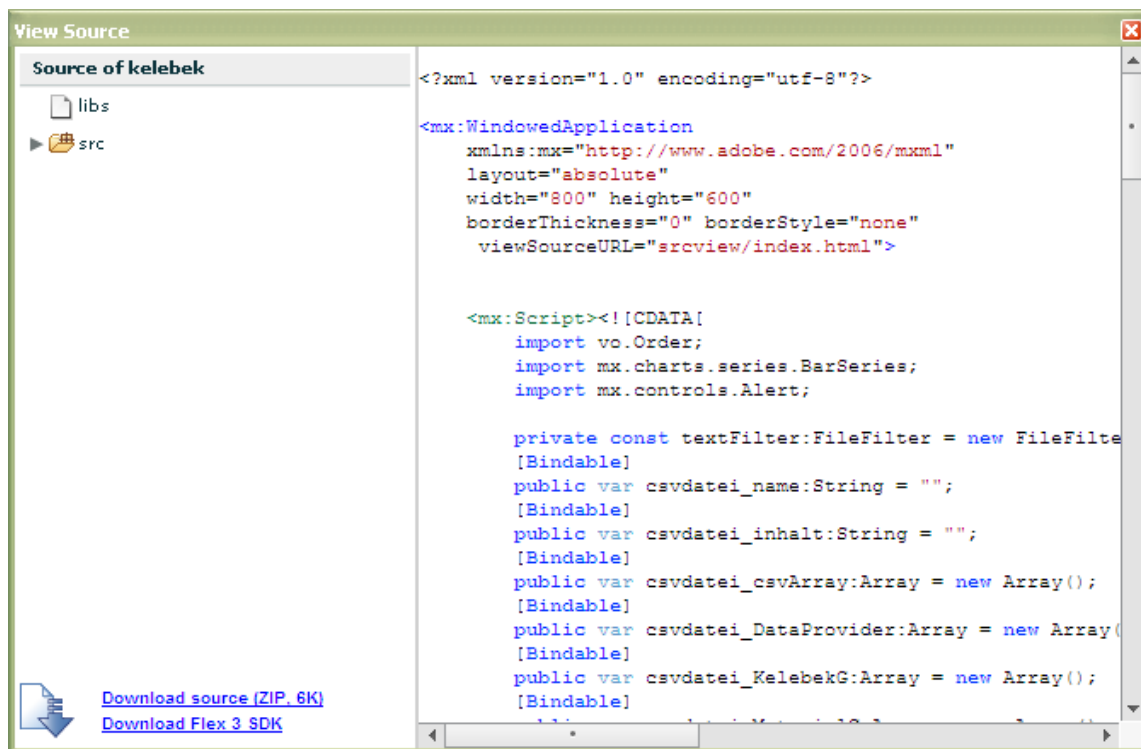 View Source
Source of kelebek
libs
src
Download source (ZIP, 6K)
Download Flex 3 SDK
<?xml version="1.0" encoding="utf-8"?>
<mx:WindowedApplication
xmlns:mx="http://www.adobe.com/2006/mxml"
layout="absolute"
width="800" height="600"
borderThickness="0" borderStyle="none"
viewSourceURL="srcview/index.html">
<mx:Script><![CDATA[
import vo.Order;
import mx.charts.series.BarSeries;
import mx.controls.Alert;
private const textFilter:FileFilter = new FileFilte
[Bindable]
public var csvdatei_name:String = "";
[Bindable]
public var csvdatei_inhalt:String = "";
[Bindable]
public var csvdatei_csvArray:Array = new Array();
[Bindable]
public var csvdatei_DataProvider:Array = new Array(
[Bindable]
public var csvdatei_KelebekG:Array = new Array();
[Bindable]